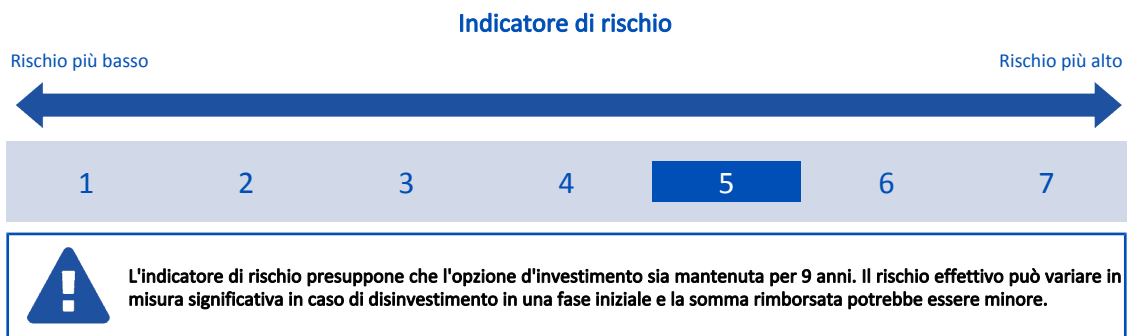 Indicatore di rischio
Rischio più basso
Rischio più alto
1 2 3 4 5 6 7
L'indicatore di rischio presuppone che l'opzione d'investimento sia mantenuta per 9 anni. Il rischio effettivo può variare in
misura significativa in caso di disinvestimento in una fase iniziale e la somma rimborsata potrebbe essere minore.